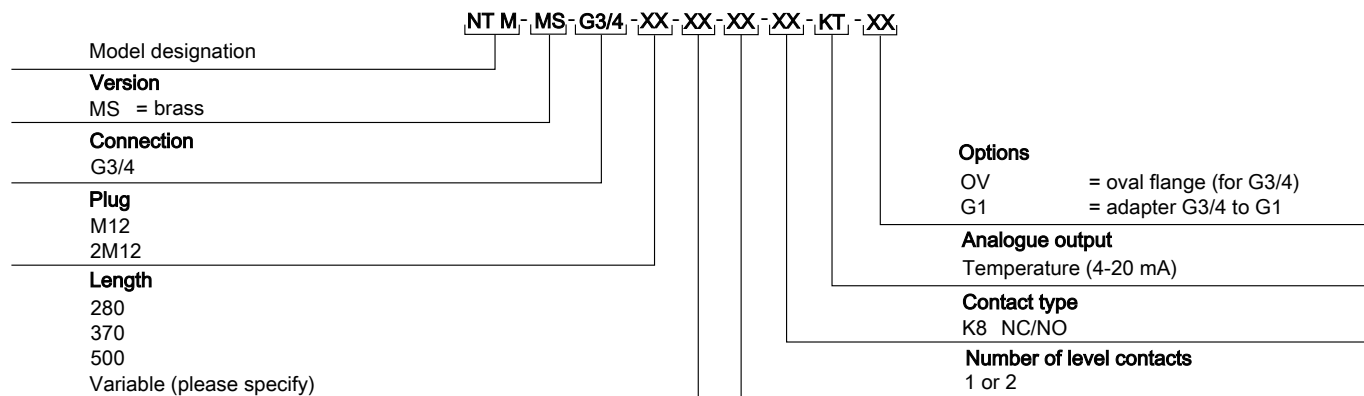 NT M - MS - G3/4 - XX - XX - XX - XX - KT - XX
Model designation
Version
MS = brass
Connection
G3/4
Plug
M12
2M12
Length
280
370
500
Variable (please specify)
Options
OV = oval flange (for G3/4)
G1 = adapter G3/4 to G1
Analogue output
Temperature (4-20 mA)
Contact type
K8 NC/NO
Number of level contacts
1 or 2